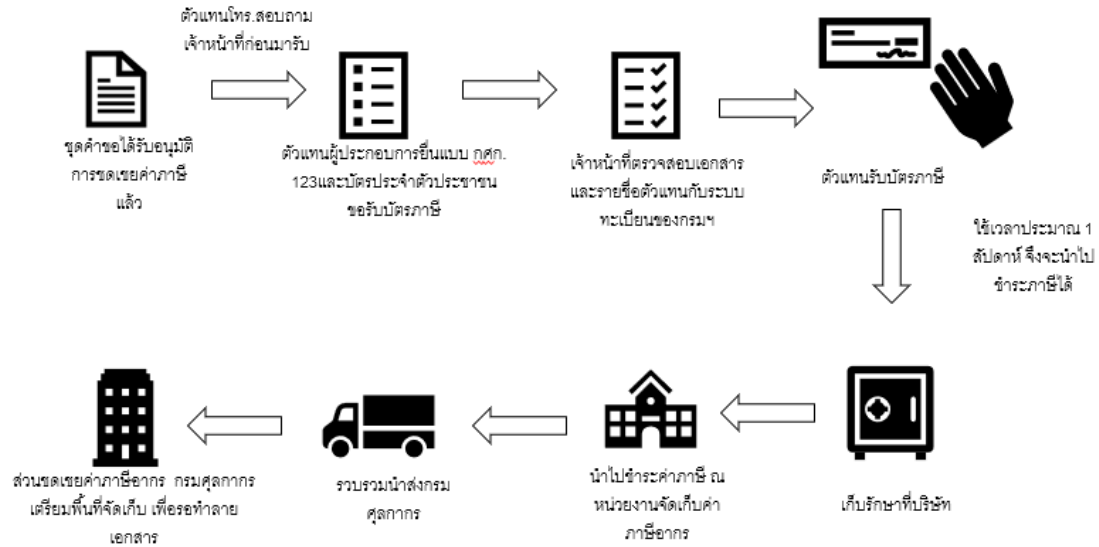 ตัวแทนโทร.สอบถาม
เจ้าหน้าที่ก่อนมารับ
ชุดคำขอได้รับอนุมัติ
การชดเชยค่าภาษี
แล้ว
ตัวแทนผู้ประกอบการยื่นแบบ กศก.
123และบัตรประจำตัวประชาชน
ขอรับบัตรภาษี
เจ้าหน้าที่ตรวจสอบเอกสาร
และรายชื่อตัวแทนกับระบบ
ทะเบียนของกรมฯ
ตัวแทนรับบัตรภาษี
ใช้เวลาประมาณ 1
สัปดาห์ จึงจะนำไป
ชำระภาษีได้
เก็บรักษาที่บริษัท
นำไปชำระค่าภาษี ณ
หน่วยงานจัดเก็บค่า
ภาษีอากร
รวบรวมนำส่งกรม
ศุลกากร
ส่วนชดเชยค่าภาษีอากร กรมศุลกากร
เตรียมพื้นที่จัดเก็บ เพื่อรอทำลาย
เอกสาร